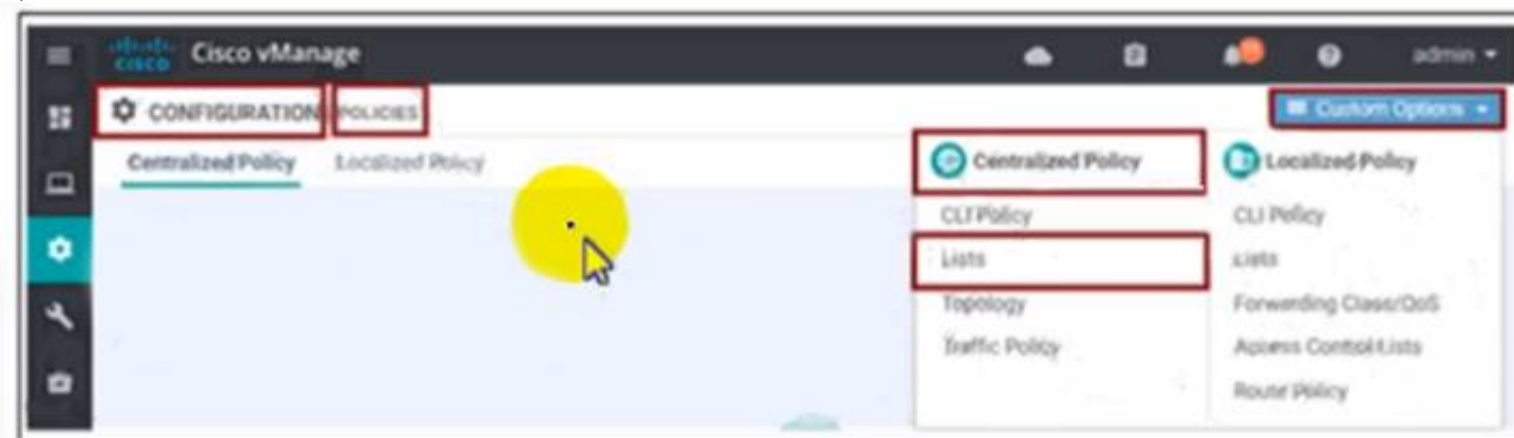 CISCO Cisco vManage admin
CONFIGURATION POLICIES Custom Options
Centralized Policy Localized Policy Centralized Policy Localized Policy
CLI Policy CLI Policy
Lists Lists
Topology Forwarding Class/QoS
Traffic Policy Access Control Lists
Route Policy